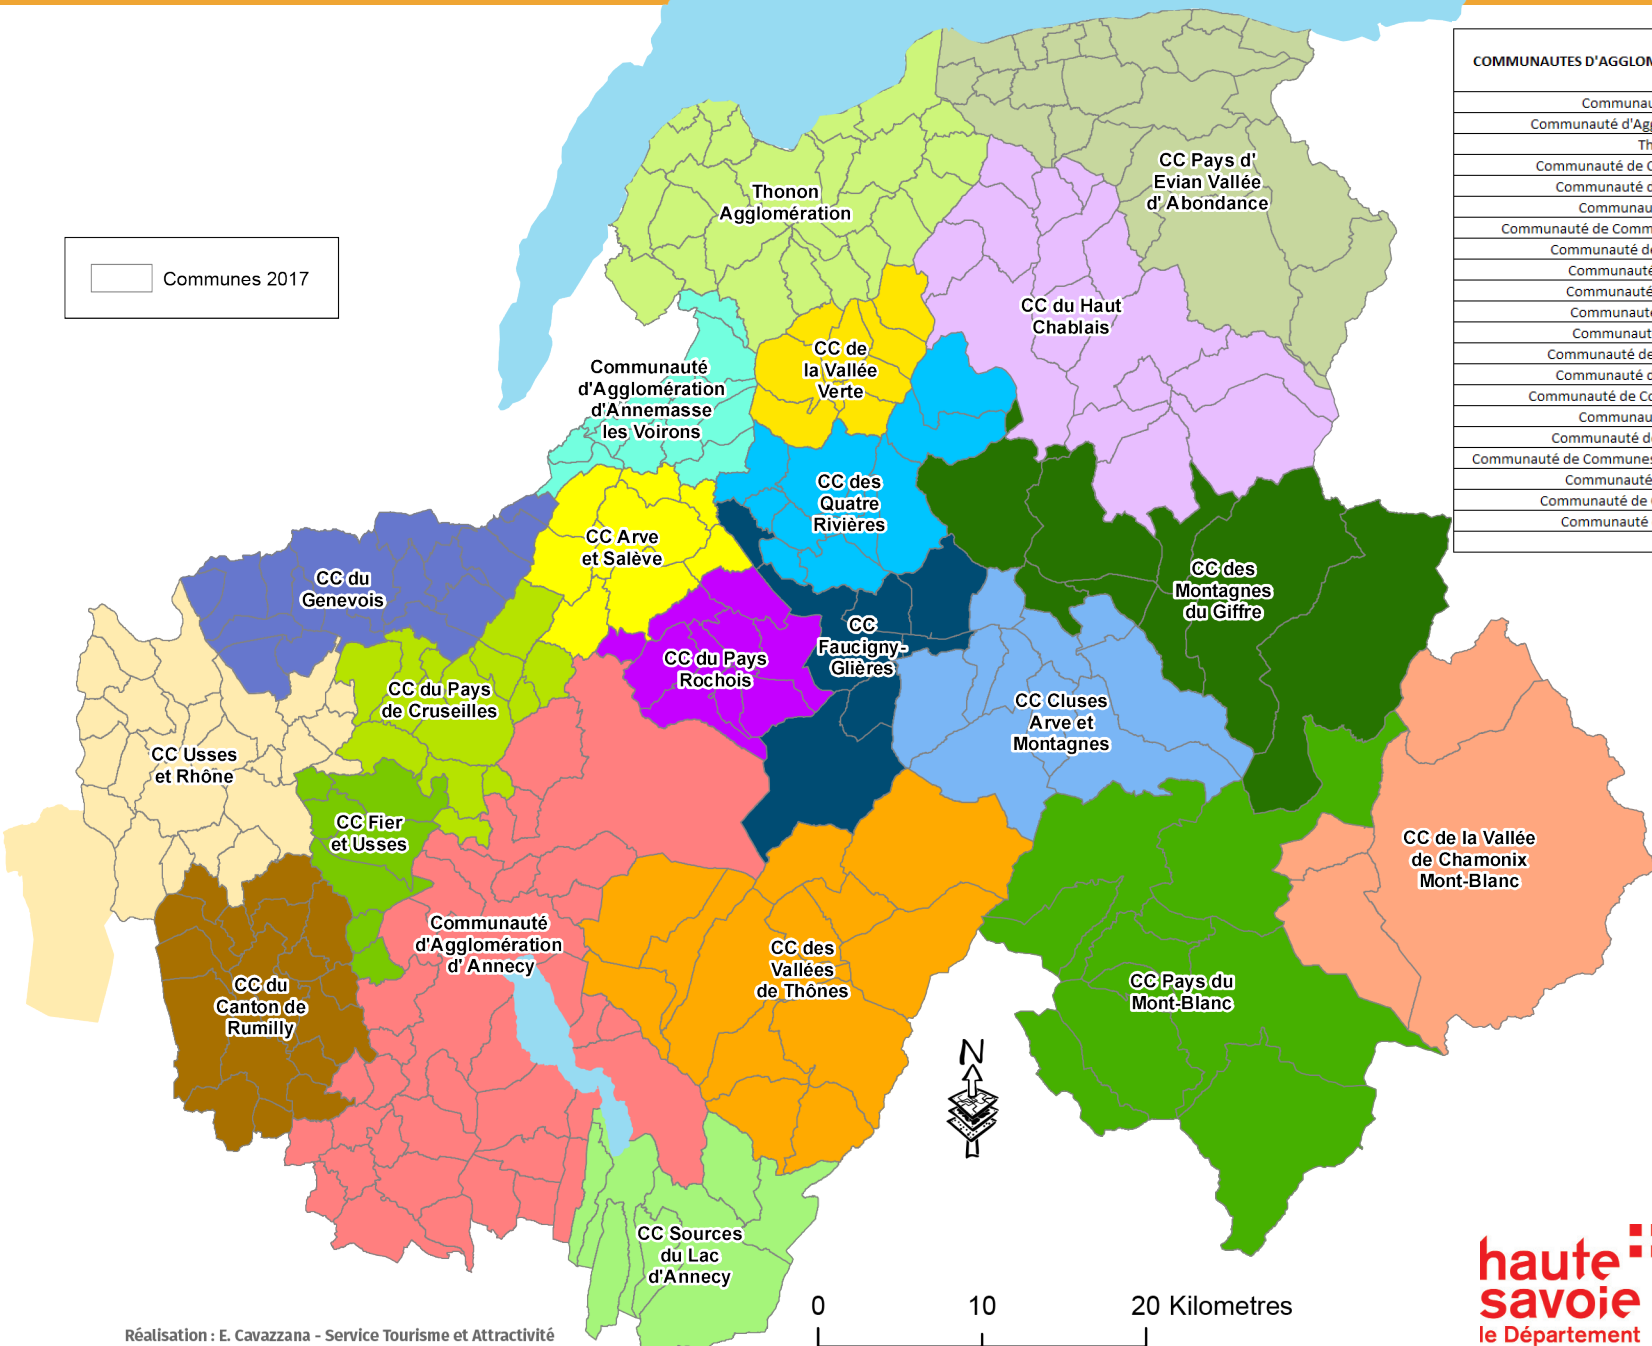 COMMUNAUTES D'AGGLOM
Communau
Communauté d'Agg
Th
Communauté de C
Communauté d
Communau
Communauté de Comm
Communauté de
Communauté
Communauté
Communaut
Communaut
Communauté de
Communauté d
Communauté de Co
Communau
Communauté d
Communauté de Communes
Communauté
Communauté de
Communauté
Communes 2017
CC Pays d'
Evian Vallée
d' Abondance
Thonon
Agglomération
CC du Haut
Chablais
CC de
la Vallée
Verte
Communauté
d'Agglomération
d'Annemasse
les Voirons
CC des
Quatre
Rivières
CC Arve
et Salève
CC du
Genevois
CC des
Montagnes
du Giffre
CC
Faucigny-
Glières
CC du Pays
Rochois
CC du Pays
de Cruseilles
CC Cluses
Arve et
Montagnes
CC Usses
et Rhône
CC Fier
et Usses
CC de la Vallée
de Chamonix
Mont-Blanc
Communauté
d'Agglomération
d' Annecy
CC des
Vallées
de Thônes
CC du
Canton de
Rumilly
CC Pays du
Mont-Blanc
N
CC Sources
du Lac
d'Annecy
0 10 20 Kilometres
Réalisation : E. Cavazzana - Service Tourisme et Attractivité
haute
savoie
le Département